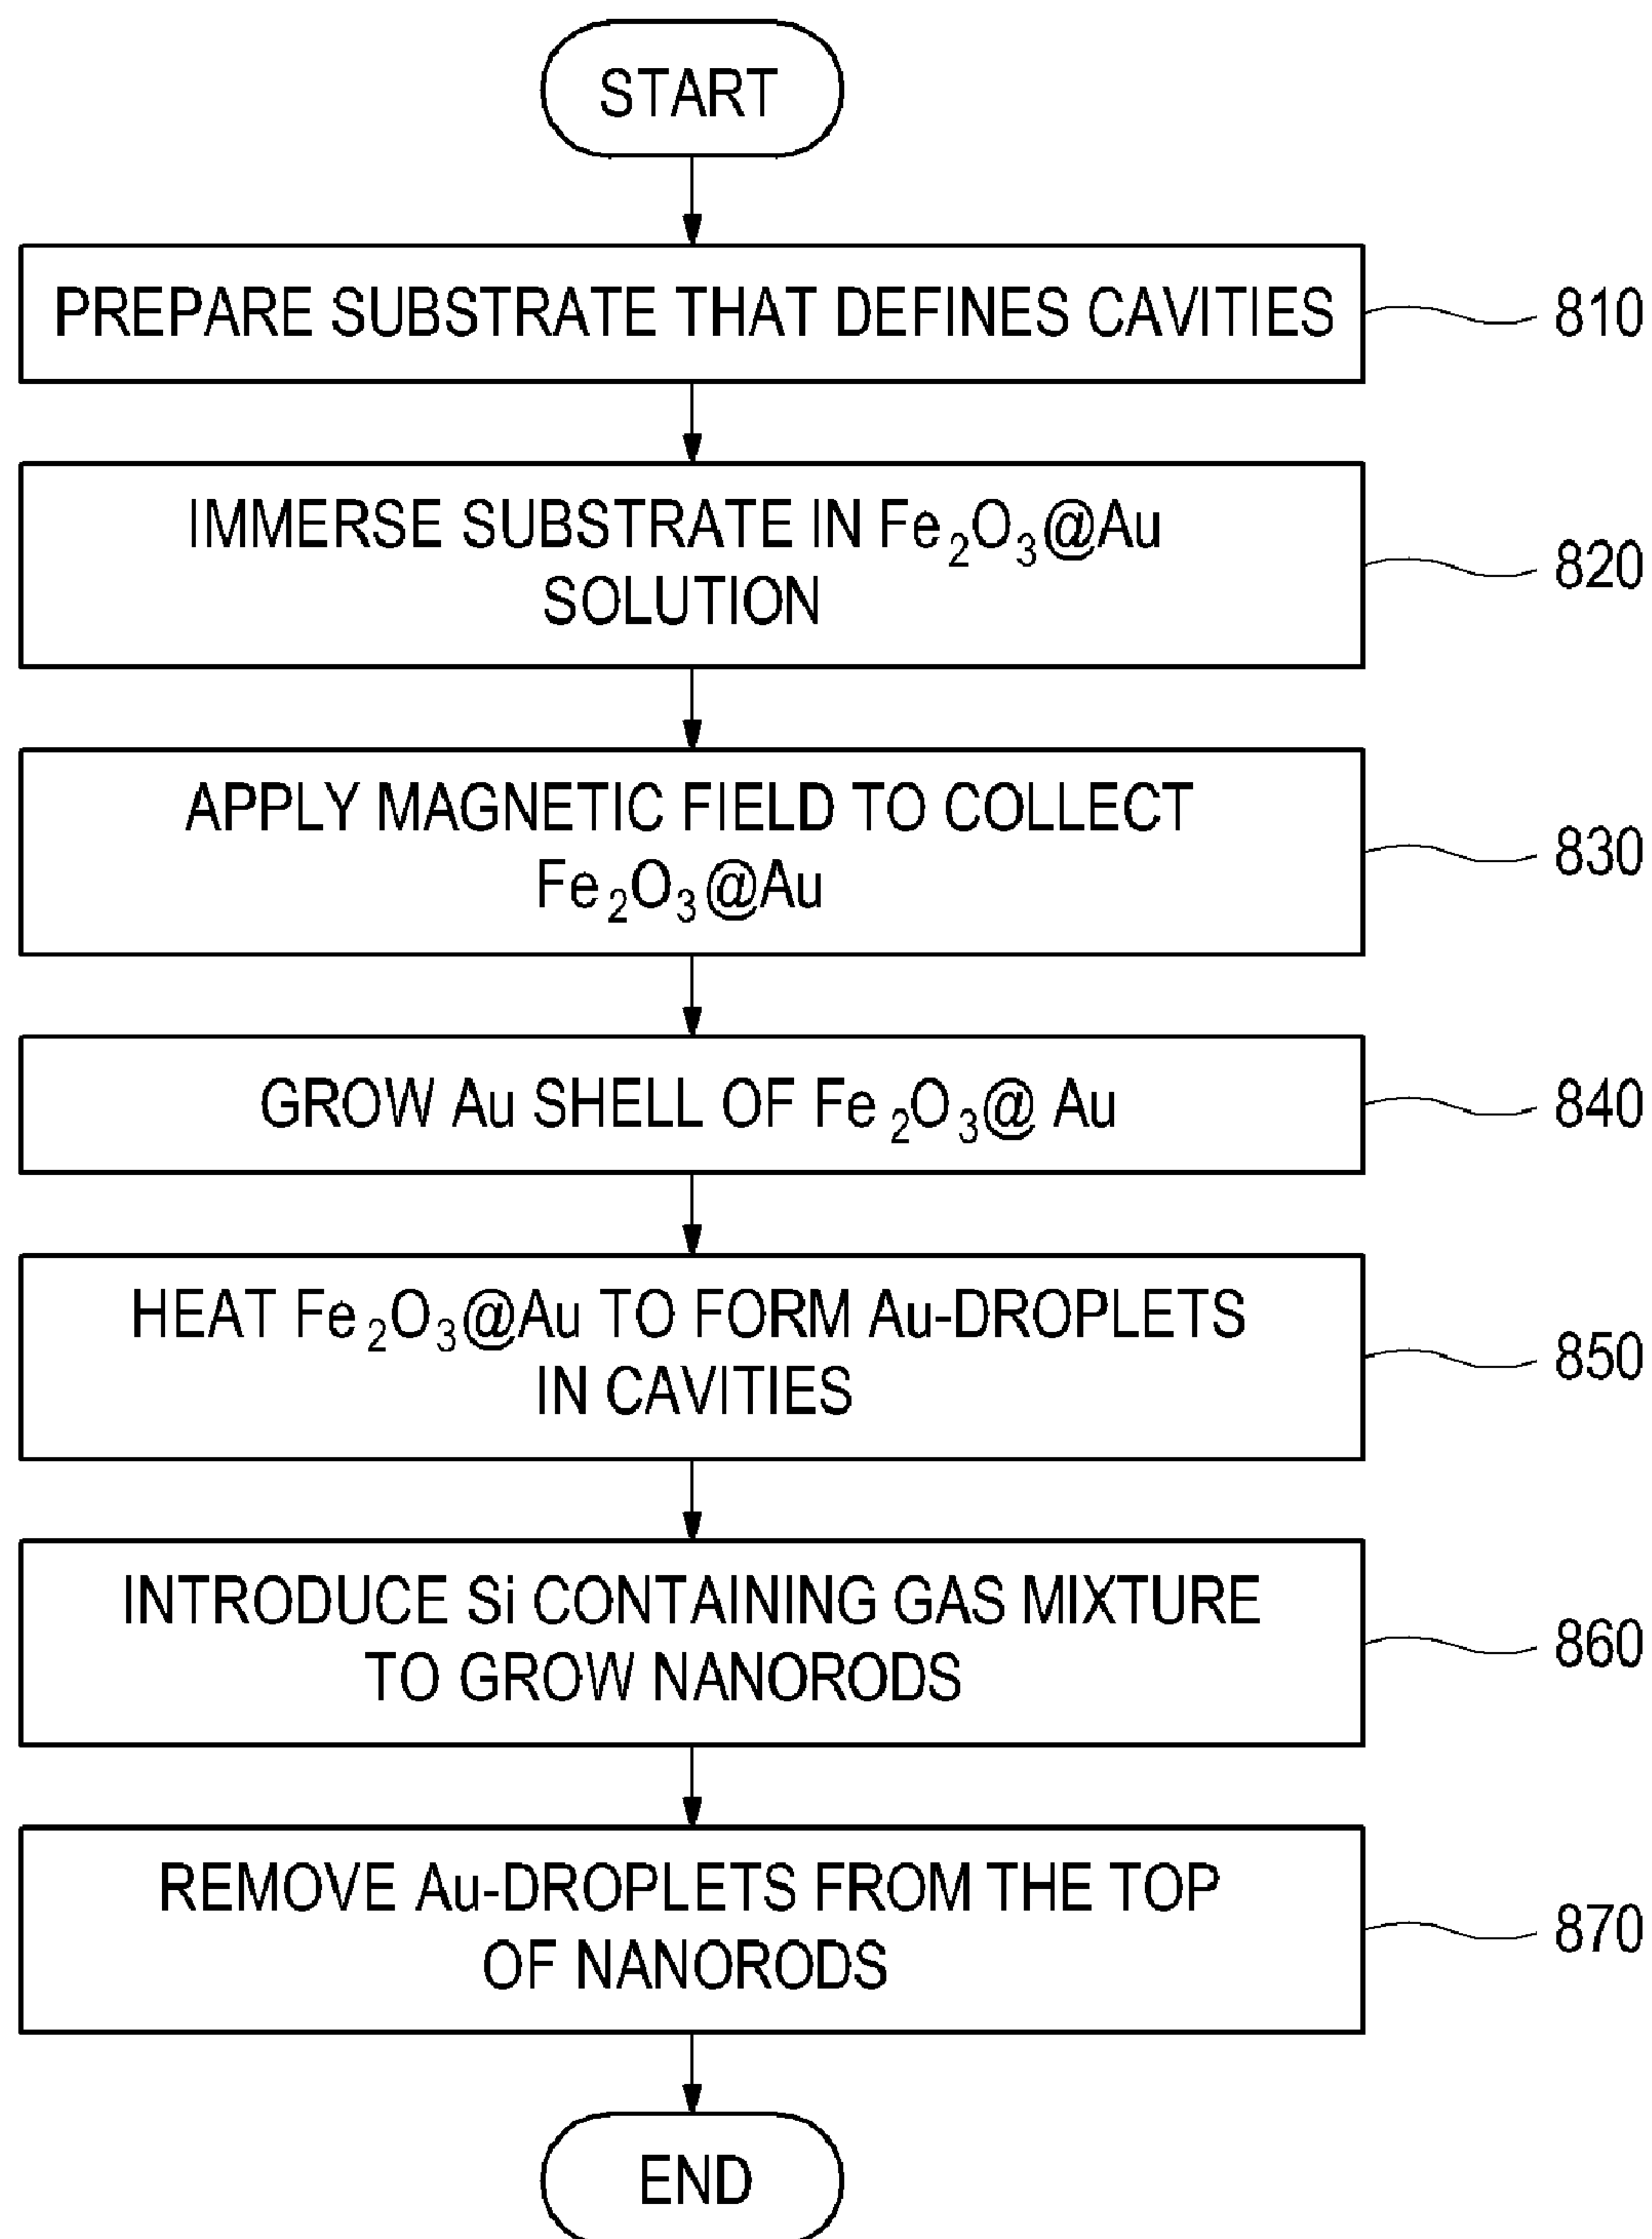 START
PREPARE SUBSTRATE THAT DEFINES CAVITIES
810
IMMERSE SUBSTRATE IN Fe₂O₃@Au
SOLUTION
820
APPLY MAGNETIC FIELD TO COLLECT
Fe₂O₃@Au
830
GROW Au SHELL OF Fe₂O₃@ Au
840
HEAT Fe₂O₃@Au TO FORM Au-DROPLETS
IN CAVITIES
850
INTRODUCE Si CONTAINING GAS MIXTURE
TO GROW NANORODS
860
REMOVE Au-DROPLETS FROM THE TOP
OF NANORODS
870
END